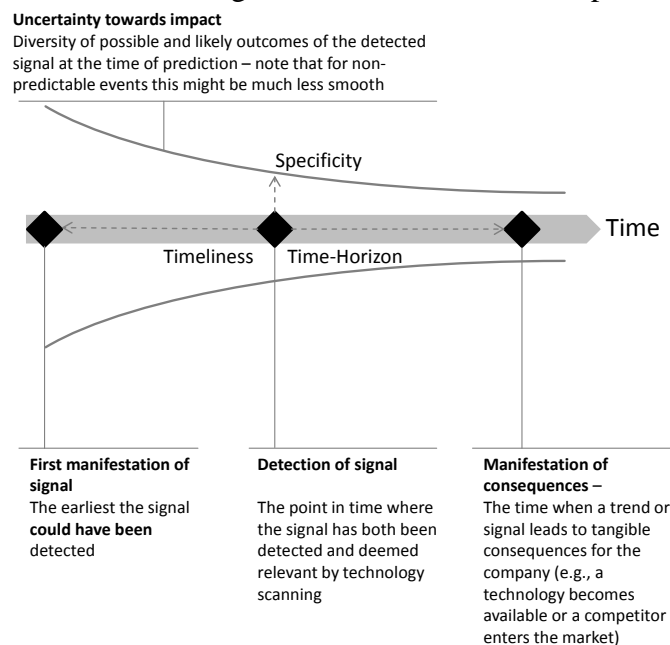 Uncertainty towards impact
Diversity of possible and likely outcomes of the detected
signal at the time of prediction – note that for non-
predictable events this might be much less smooth
Specificity
Time
Timeliness
Time-Horizon
First manifestation of
signal
The earliest the signal
could have been
detected
Detection of signal
The point in time where
the signal has both been
detected and deemed
relevant by technology
scanning
Manifestation of
consequences –
The time when a trend or
signal leads to tangible
consequences for the
company (e.g., a
technology becomes
available or a competitor
enters the market)